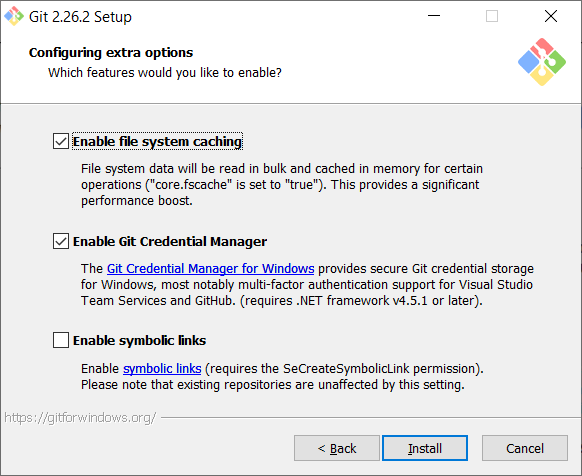 Git 2.26.2 Setup
Configuring extra options
Which features would you like to enable?
Enable file system caching
File system data will be read in bulk and cached in memory for certain
operations ("core.fscache" is set to "true"). This provides a significant
performance boost.
Enable Git Credential Manager
The Git Credential Manager for Windows provides secure Git credential storage
for Windows, most notably multi-factor authentication support for Visual Studio
Team Services and GitHub. (requires .NET framework v4.5.1 or later).
Enable symbolic links
Enable symbolic links (requires the SeCreateSymbolicLink permission).
Please note that existing repositories are unaffected by this setting.
https://gitforwindows.org/
< Back
Install
Cancel